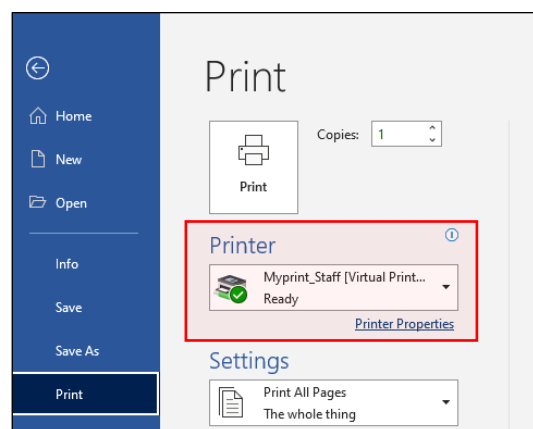 Print
Home
Copies: 1
New
Print
Open
Printer
Info
Myprint_Staff [Virtual Print...
Ready
Save
Printer Properties
Save As
Settings
Print
Print All Pages
The whole thing